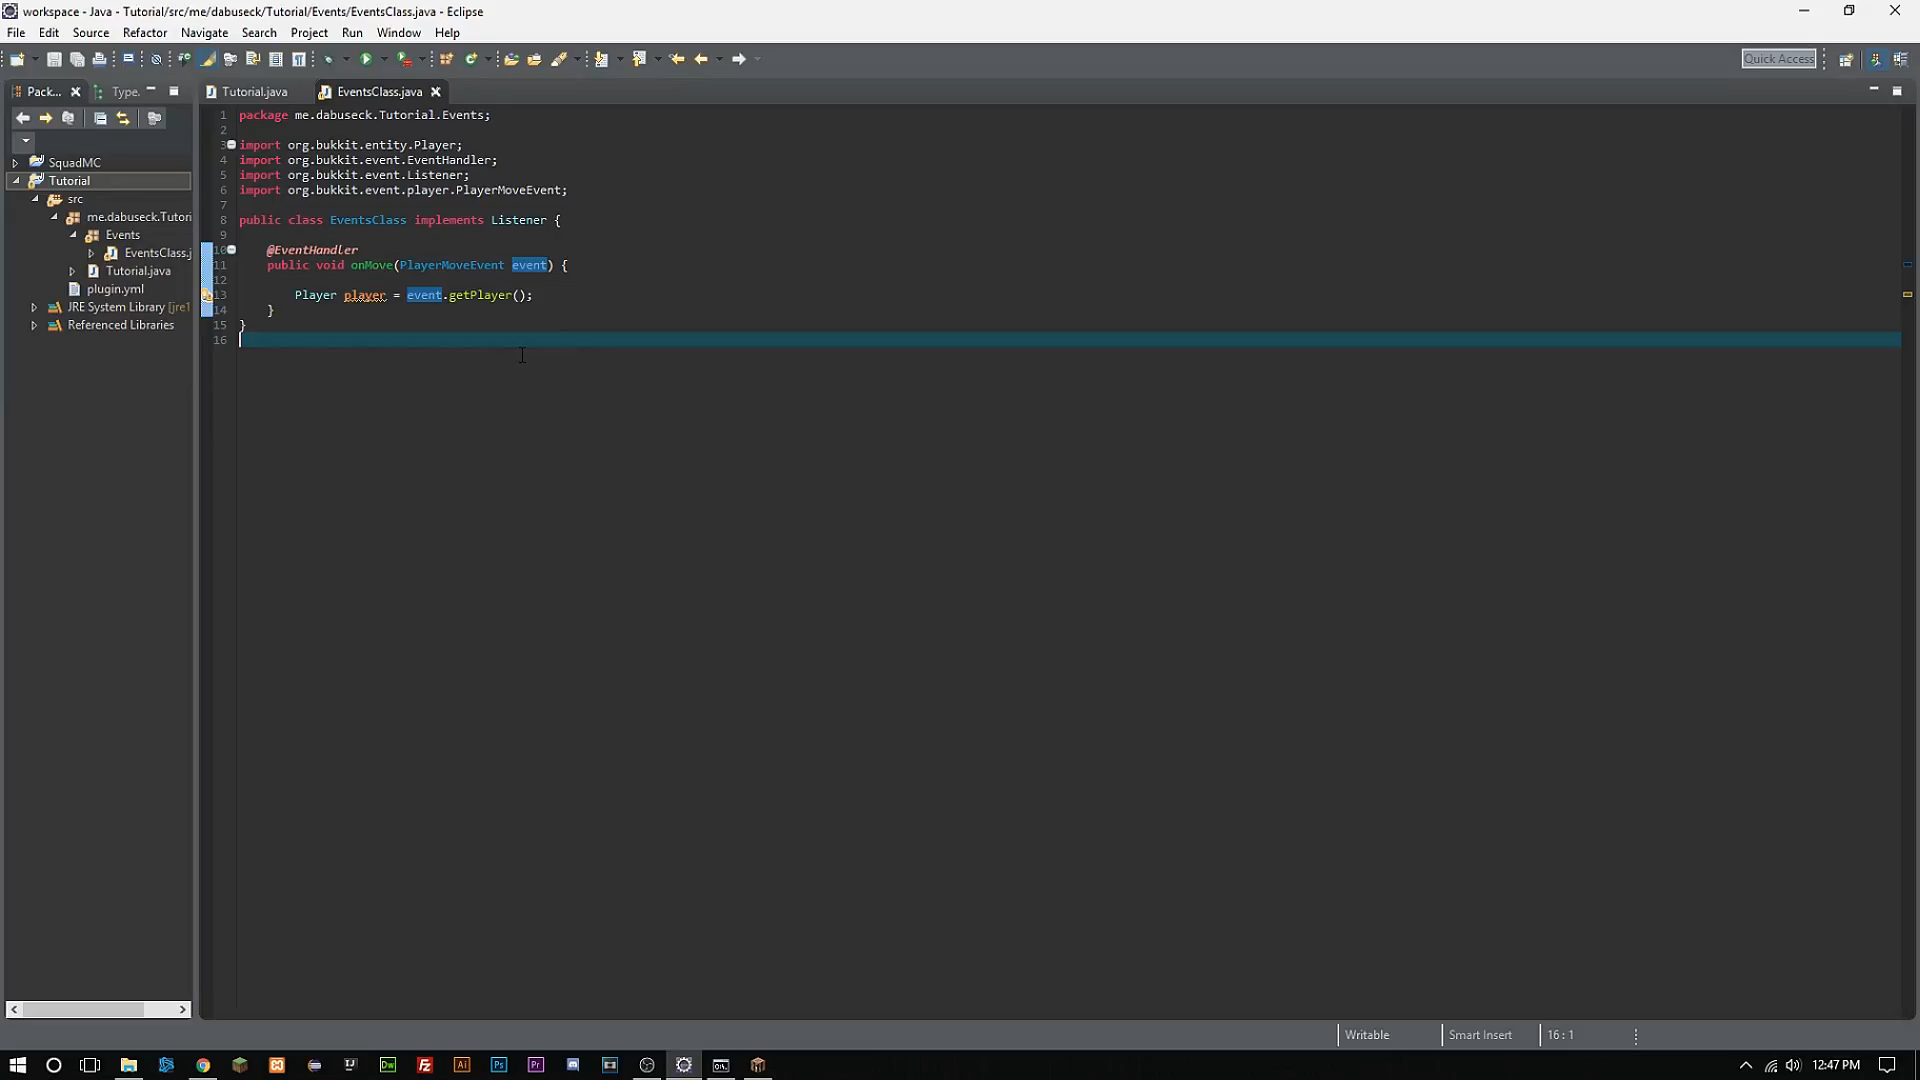 workspace - Java - Tutorial/src/me/dabuseck/Tutorial/Events/EventsClass.java - Eclipse
File Edit Source Refactor Navigate Search Project Run Window Help
Quick Access
Pack... Type.
Tutorial.java EventsClass.java
SquadMC
Tutorial
src
me.dabuseck.Tutori
Events
EventsClass.j
Tutorial.java
plugin.yml
JRE System Library [jre1
Referenced Libraries
1 package me.dabuseck.Tutorial.Events;
2
3 import org.bukkit.entity.Player;
4 import org.bukkit.event.EventHandler;
5 import org.bukkit.event.Listener;
6 import org.bukkit.event.player.PlayerMoveEvent;
7
8 public class EventsClass implements Listener {
9
10 @EventHandler
11 public void onMove(PlayerMoveEvent event) {
12
13 Player player = event.getPlayer();
14 }
15 }
16
Writable Smart Insert 16 : 1
Dw Fz Ai Ps Pr 12:47 PM